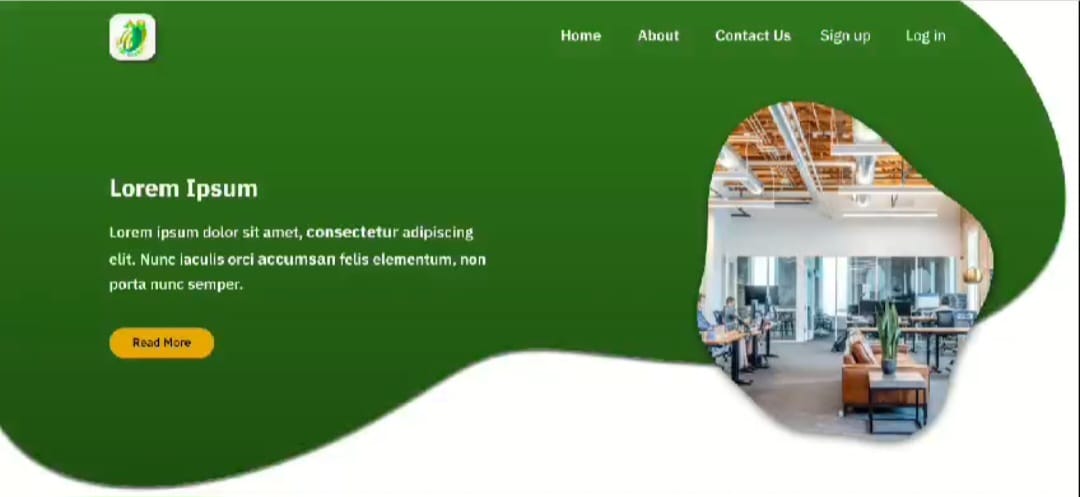 Home About Contact Us Sign up Log in
Lorem Ipsum
Lorem ipsum dolor sit amet, consectetur adipiscing
elit. Nunc iaculis orci accumsan felis elementum, non
porta nunc semper.
Read More